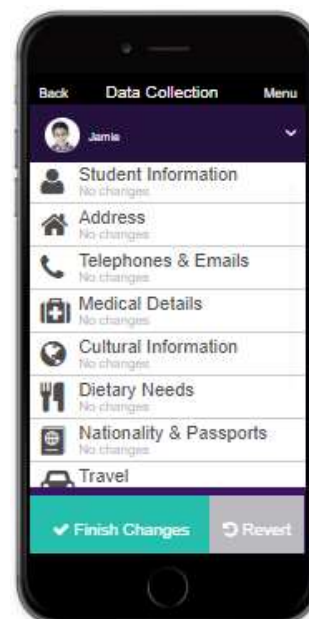 Back Data Collection Menu
Jamie
Student Information
No changes
Address
No changes
Telephones & Emails
No changes
Medical Details
No changes
Cultural Information
No changes
Dietary Needs
No changes
Nationality & Passports
No changes
Travel
Finish Changes Revert